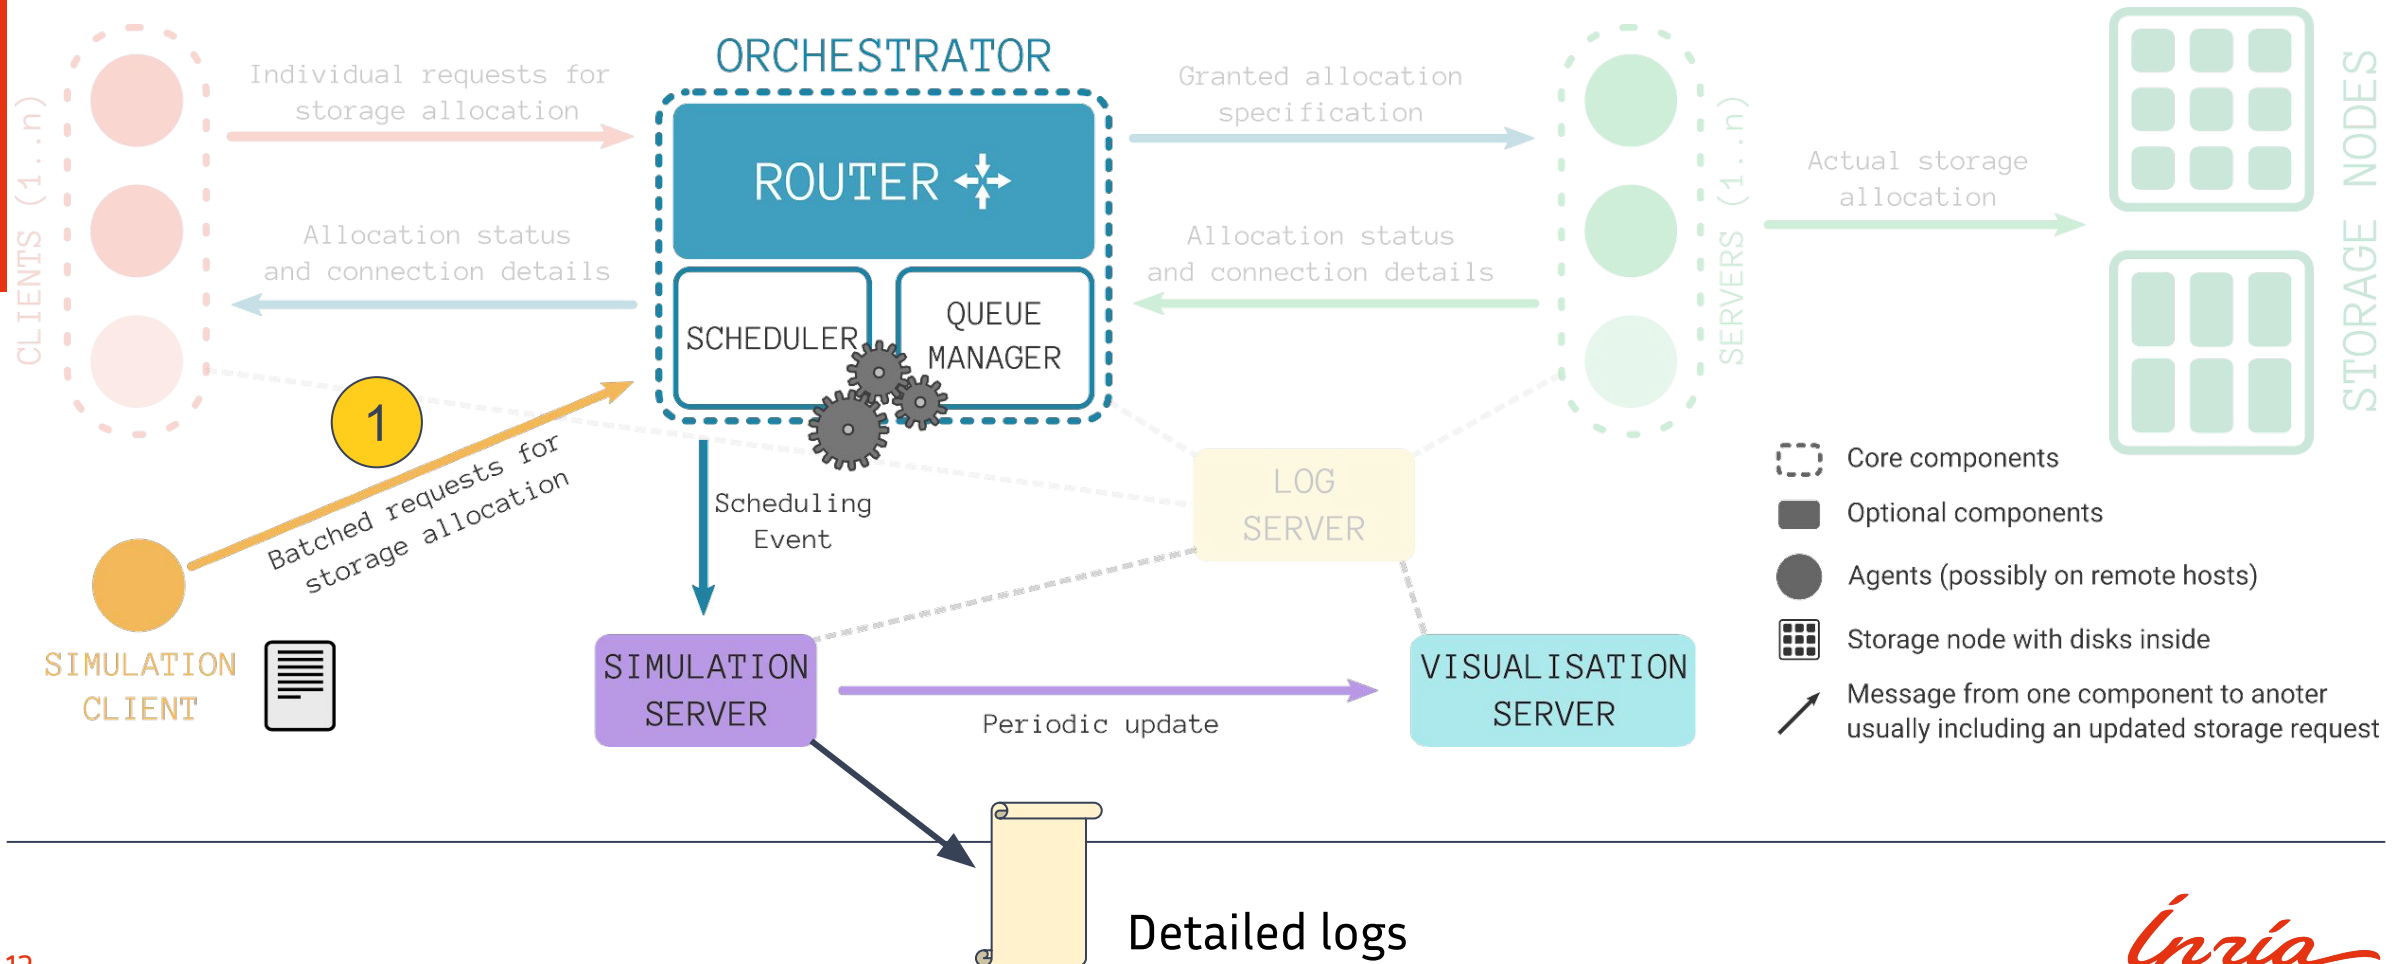 ORCHESTRATOR
CLIENTS (1..n)
Individual requests for
storage allocation
ROUTER
Granted allocation
specification
SERVERS (1..n)
Actual storage
allocation
STORAGE NODES
Allocation status
and connection details
SCHEDULER
QUEUE
MANAGER
Allocation status
and connection details
1
Batched requests for
storage allocation
Scheduling
Event
LOG
SERVER
Core components
Optional components
Agents (possibly on remote hosts)
Storage node with disks inside
Message from one component to anoter
usually including an updated storage request
SIMULATION
CLIENT
SIMULATION
SERVER
Periodic update
VISUALISATION
SERVER
Detailed logs
Inria